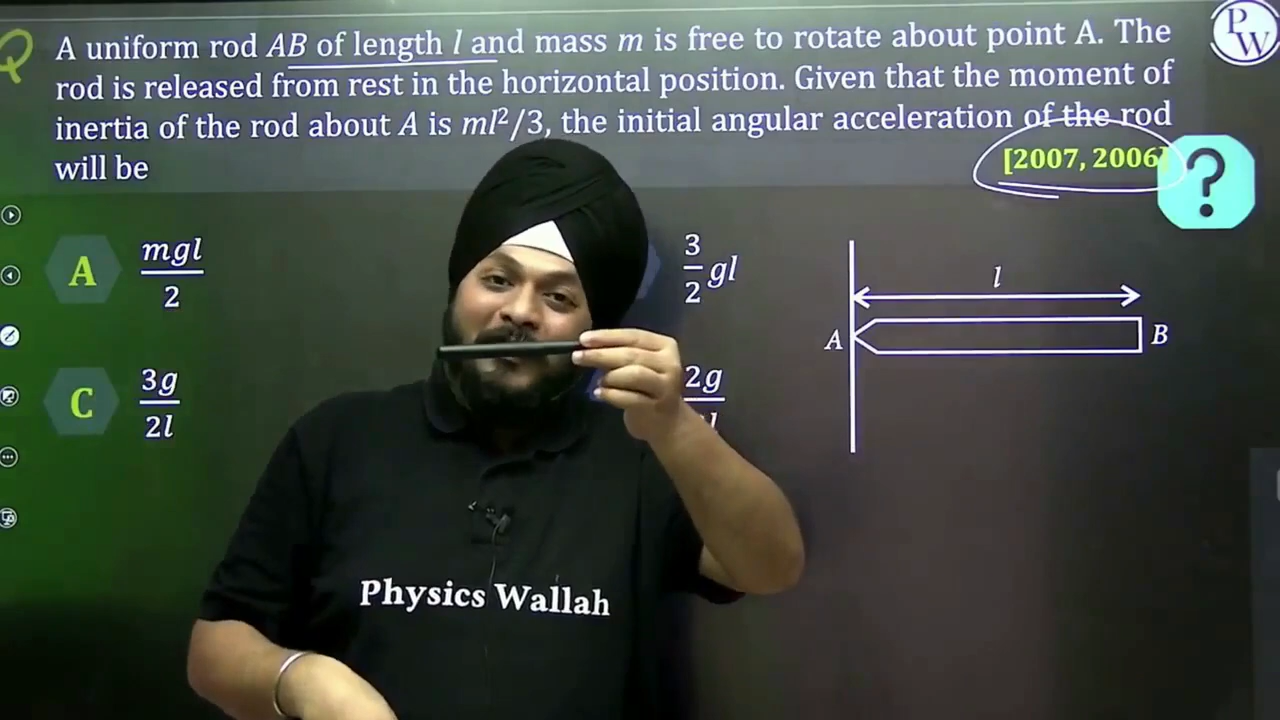 Q
A uniform rod AB of length l and mass m is free to rotate about point A. The
rod is released from rest in the horizontal position. Given that the moment of
inertia of the rod about A is ml²/3, the initial angular acceleration of the rod
will be
[2007, 2006]
?
P
W
A mgl/2
3/2 gl
C 3g/2l
2g/ l
l
A
B
Physics Wallah